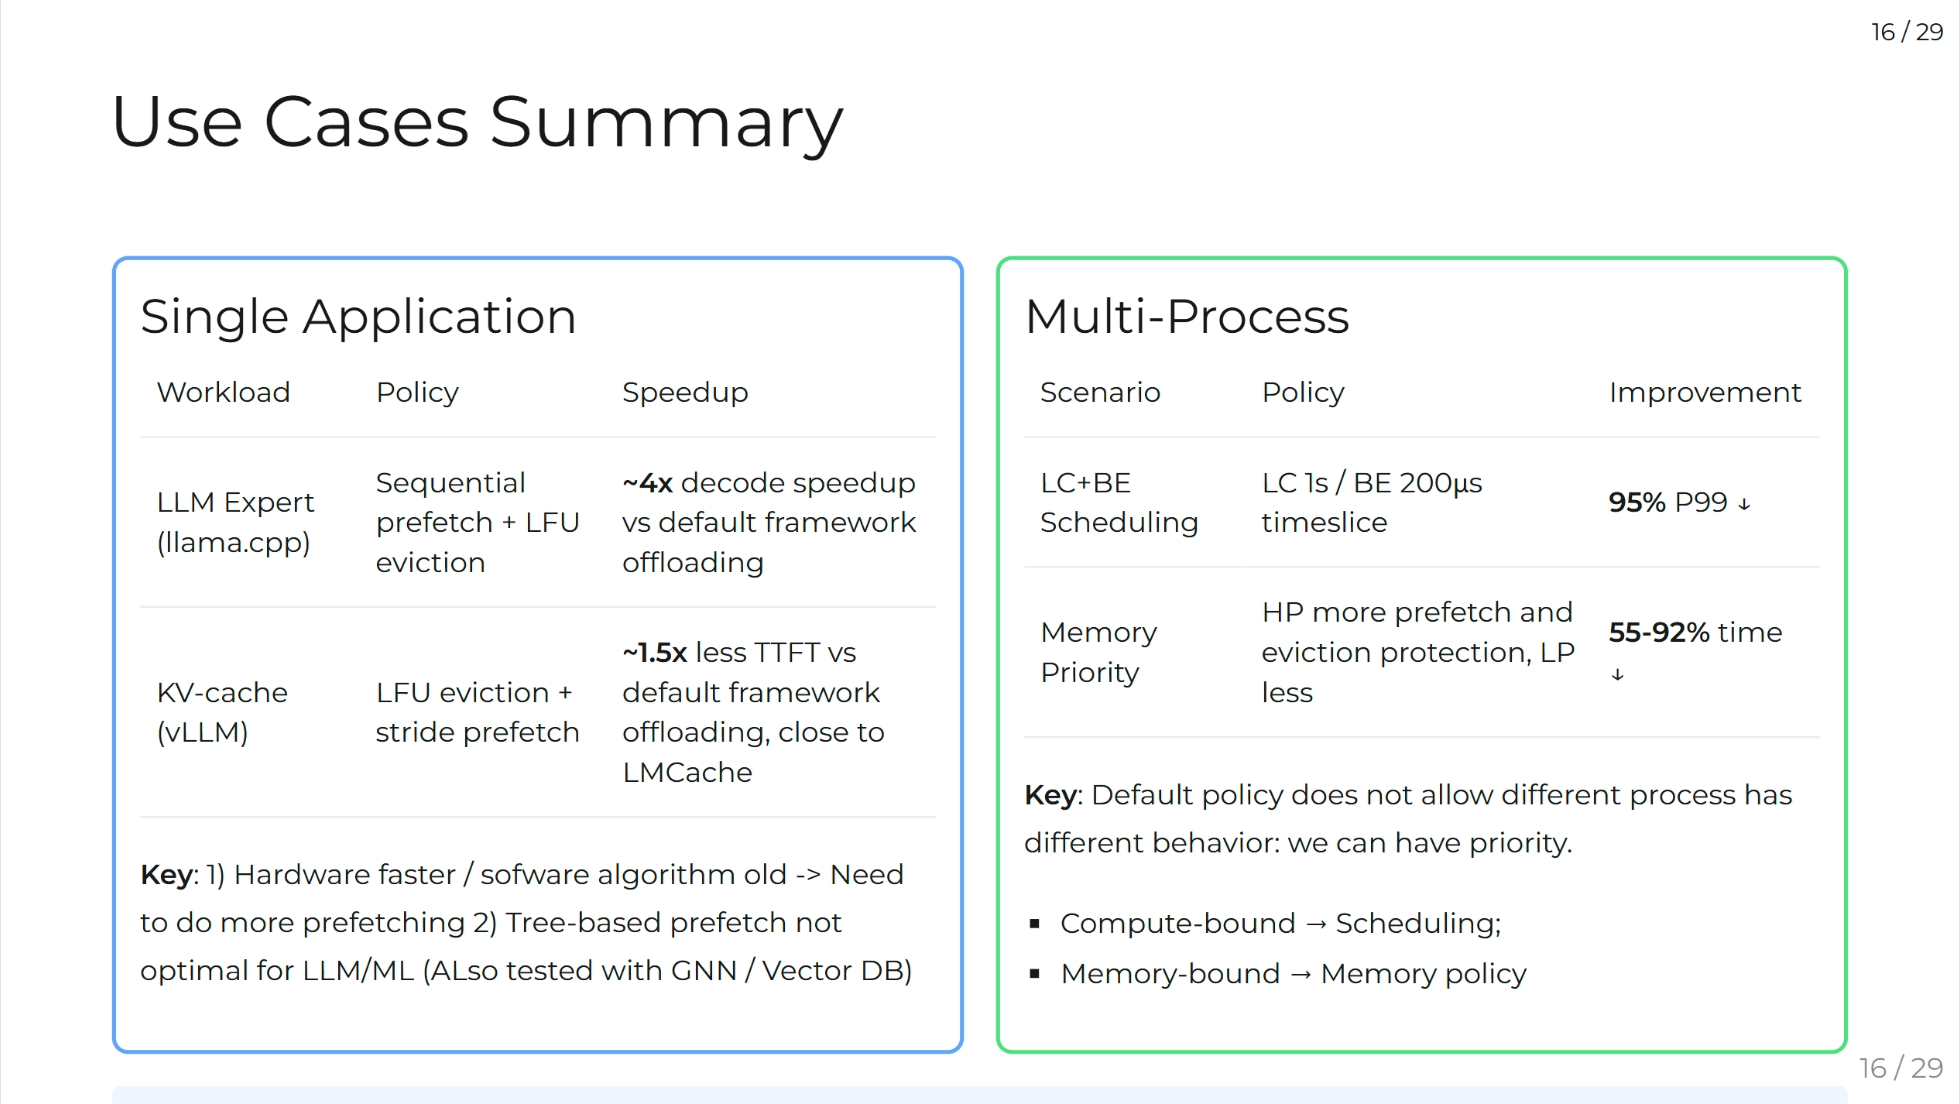 16 / 29
Use Cases Summary
Single Application
Workload
Policy
Speedup
LLM Expert
(llama.cpp)
Sequential
prefetch + LFU
eviction
~4x decode speedup
vs default framework
offloading
KV-cache
(vLLM)
LFU eviction +
stride prefetch
~1.5x less TTFT vs
default framework
offloading, close to
LMCache
Key: 1) Hardware faster / sofware algorithm old -> Need
to do more prefetching 2) Tree-based prefetch not
optimal for LLM/ML (ALso tested with GNN / Vector DB)
Multi-Process
Scenario
Policy
Improvement
LC+BE
Scheduling
LC 1s / BE 200µs
timeslice
95% P99 ↓
Memory
Priority
HP more prefetch and
eviction protection, LP
less
55-92% time
↓
Key: Default policy does not allow different process has
different behavior: we can have priority.
▪ Compute-bound → Scheduling;
▪ Memory-bound → Memory policy
16 / 29